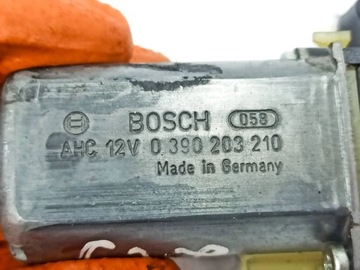 BOSCH 058
AHC 12V 0 390 203 210
Made in Germany